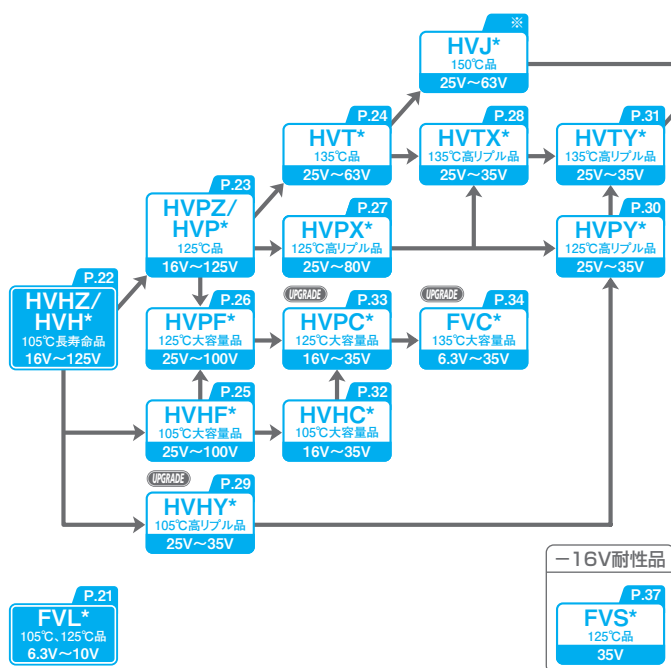 ※
HVJ*
150℃品
25V〜63V
P.24
HVT*
135℃品
25V〜63V
P.28
HVTX*
135℃高リプル品
25V〜35V
P.31
HVTY*
135℃高リプル品
25V〜35V
P.23
HVPZ/
HVP*
125℃品
16V〜125V
P.27
HVPX*
125℃高リプル品
25V〜80V
P.30
HVPY*
125℃高リプル品
25V〜35V
P.22
HVHZ/
HVH*
105℃長寿命品
16V〜125V
P.26
HVPF*
125℃大容量品
25V〜100V
UPGRADE
P.33
HVPC*
125℃大容量品
16V〜35V
UPGRADE
P.34
FVC*
135℃大容量品
6.3V〜35V
P.25
HVHF*
105℃大容量品
25V〜100V
P.32
HVHC*
105℃大容量品
16V〜35V
UPGRADE
P.29
HVHY*
105℃高リプル品
25V〜35V
P.21
FVL*
105℃、125℃品
6.3V〜10V
−16V耐性品
P.37
FVS*
125℃品
35V